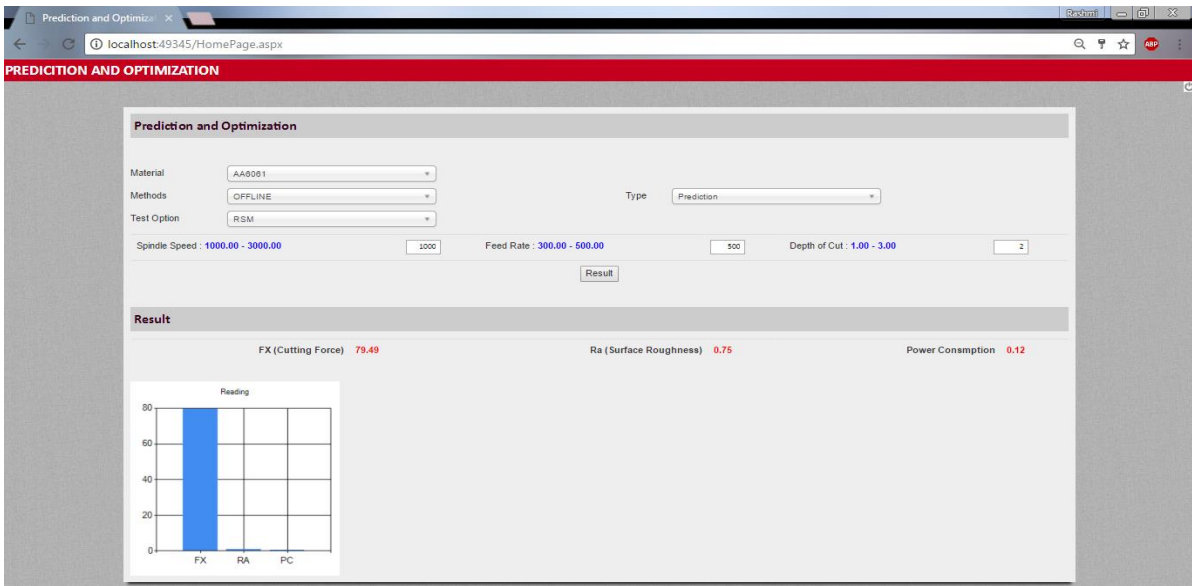 Prediction and Optimiza
Rashmi
localhost:49345/HomePage.aspx
ABP
PREDICITION AND OPTIMIZATION
Prediction and Optimization
Material AA6061
Methods OFFLINE Type Prediction
Test Option RSM
Spindle Speed : 1000.00 - 3000.00 1000 Feed Rate : 300.00 - 500.00 500 Depth of Cut : 1.00 - 3.00 2
Result
Result
FX (Cutting Force) 79.49 Ra (Surface Roughness) 0.75 Power Consmption 0.12
Reading
80
60
40
20
0
FX RA PC